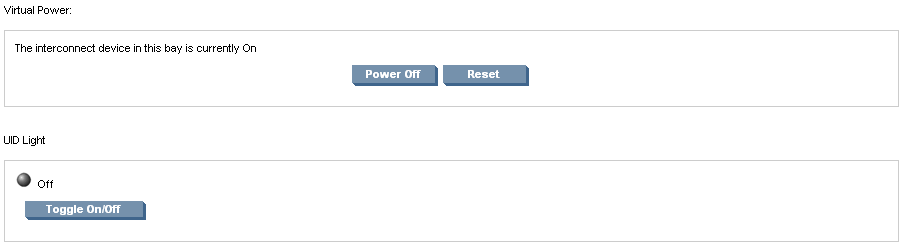 Virtual Power:
The interconnect device in this bay is currently On
Power Off Reset
UID Light
Off
Toggle On/Off